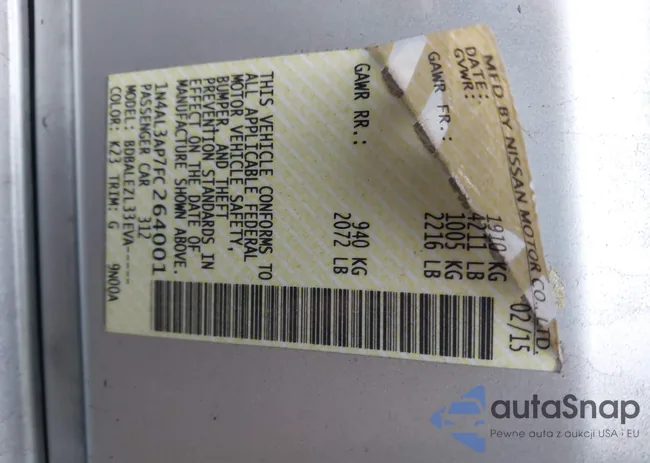 MFD BY NISSAN MOTOR CO., LTD.
DATE: 02/15
GVWR: 1910 KG
4211 LB
GAWR FR.: 1005 KG
2216 LB
GAWR RR.: 940 KG
2072 LB
THIS VEHICLE CONFORMS TO
ALL APPLICABLE FEDERAL
MOTOR VEHICLE SAFETY,
BUMPER, AND THEFT
PREVENTION STANDARDS IN
EFFECT ON THE DATE OF
MANUFACTURE SHOWN ABOVE.
1N4AL3AP7FC264001
PASSENGER CAR 312
MODEL: BDBALEZL33EVA-----
COLOR: K23 TRIM: G 9N00A
autaSnap
Pewne auta z aukcji USA i EU